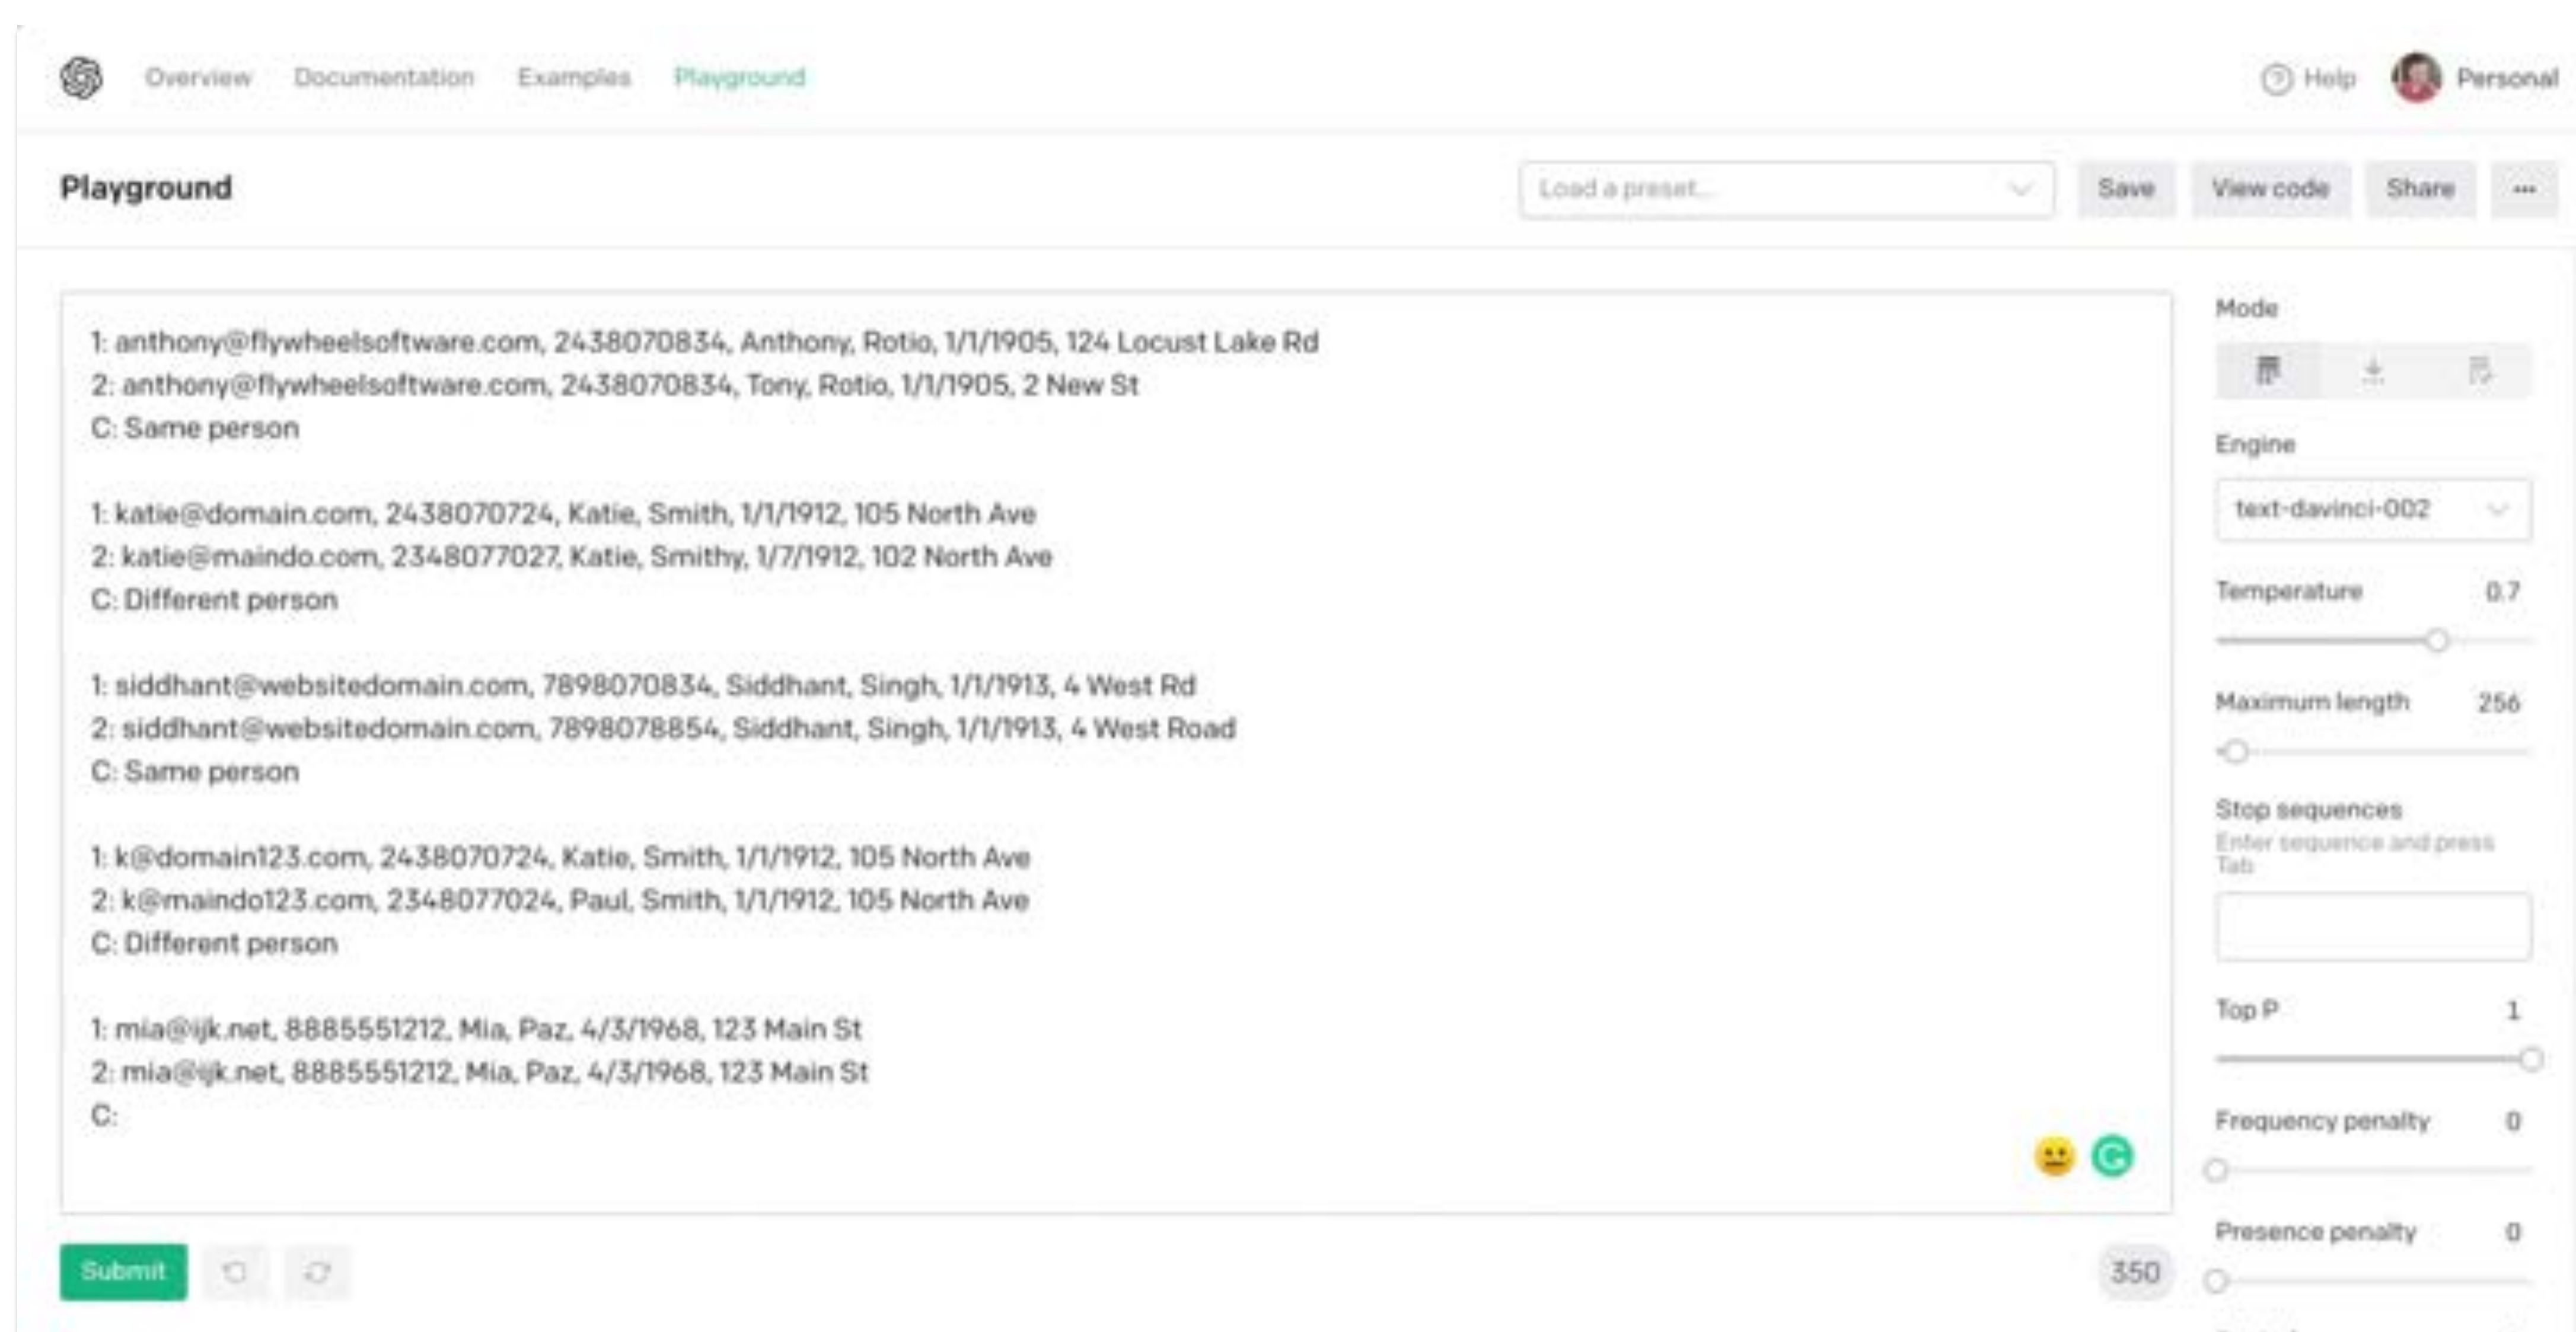 Overview Documentation Examples Playground Help Personal
Playground
Load a preset... Save View code Share ...
1: anthony@flywheelsoftware.com, 2438070834, Anthony, Rotio, 1/1/1905, 124 Locust Lake Rd
2: anthony@flywheelsoftware.com, 2438070834, Tony, Rotio, 1/1/1905, 2 New St
C: Same person
1: katie@domain.com, 2438070724, Katie, Smith, 1/1/1912, 105 North Ave
2: katie@maindo.com, 2348077027, Katie, Smithy, 1/7/1912, 102 North Ave
C: Different person
1: siddhant@websitedomain.com, 7898070834, Siddhant, Singh, 1/1/1913, 4 West Rd
2: siddhant@websitedomain.com, 7898078854, Siddhant, Singh, 1/1/1913, 4 West Road
C: Same person
1: k@domain123.com, 2438070724, Katie, Smith, 1/1/1912, 105 North Ave
2: k@maindo123.com, 2348077024, Paul, Smith, 1/1/1912, 105 North Ave
C: Different person
1: mia@ijk.net, 8885551212, Mia, Paz, 4/3/1968, 123 Main St
2: mia@ijk.net, 8885551212, Mia, Paz, 4/3/1968, 123 Main St
C:
Submit
350
Mode
Engine
text-davinci-002
Temperature 0.7
Maximum length 256
Stop sequences
Enter sequence and press
Tab
Top P 1
Frequency penalty 0
Presence penalty 0